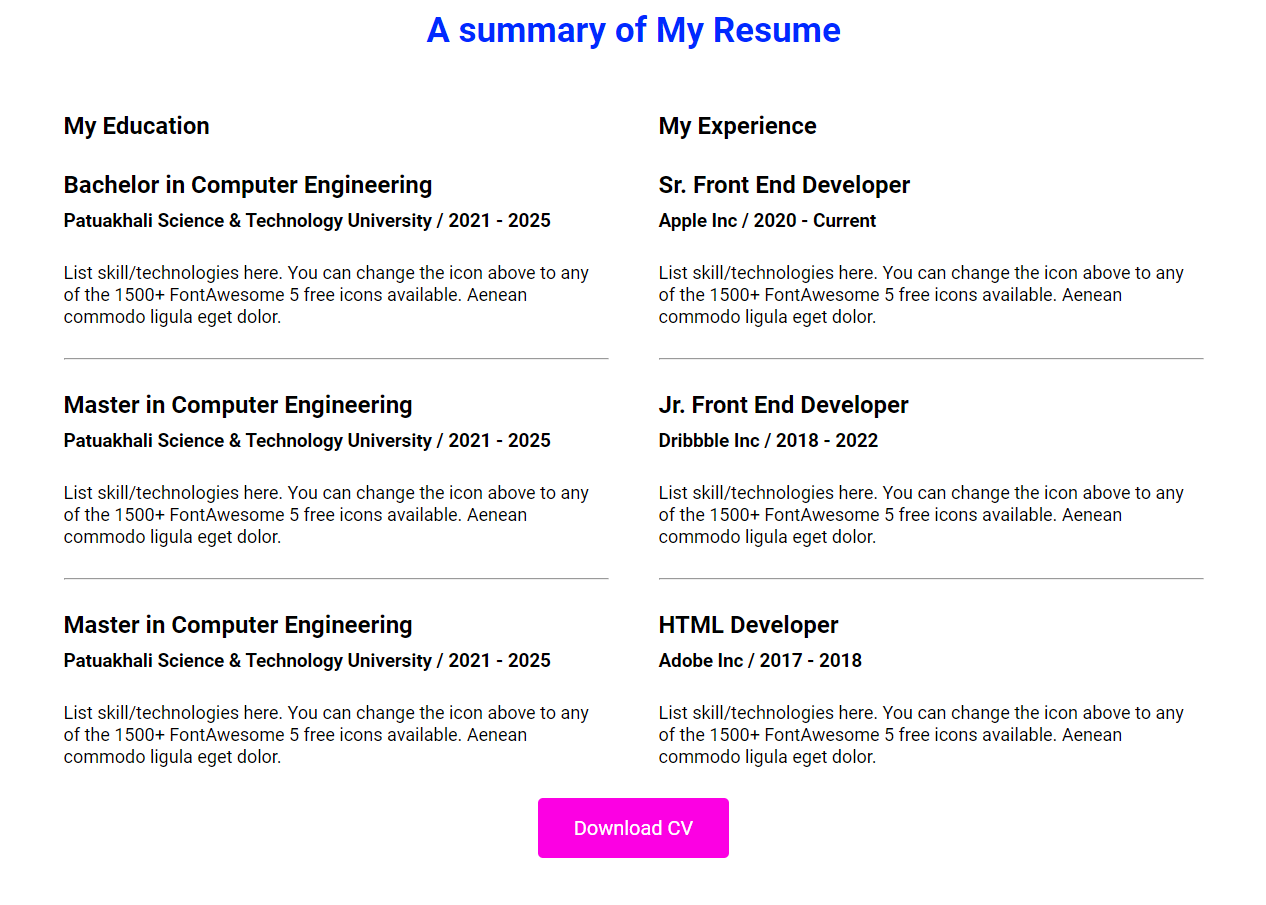 A summary of My Resume
My Education
Bachelor in Computer Engineering
Patuakhali Science & Technology University / 2021 - 2025
List skill/technologies here. You can change the icon above to any
of the 1500+ FontAwesome 5 free icons available. Aenean
commodo ligula eget dolor.
Master in Computer Engineering
Patuakhali Science & Technology University / 2021 - 2025
List skill/technologies here. You can change the icon above to any
of the 1500+ FontAwesome 5 free icons available. Aenean
commodo ligula eget dolor.
Master in Computer Engineering
Patuakhali Science & Technology University / 2021 - 2025
List skill/technologies here. You can change the icon above to any
of the 1500+ FontAwesome 5 free icons available. Aenean
commodo ligula eget dolor.
My Experience
Sr. Front End Developer
Apple Inc / 2020 - Current
List skill/technologies here. You can change the icon above to any
of the 1500+ FontAwesome 5 free icons available. Aenean
commodo ligula eget dolor.
Jr. Front End Developer
Dribbble Inc / 2018 - 2022
List skill/technologies here. You can change the icon above to any
of the 1500+ FontAwesome 5 free icons available. Aenean
commodo ligula eget dolor.
HTML Developer
Adobe Inc / 2017 - 2018
List skill/technologies here. You can change the icon above to any
of the 1500+ FontAwesome 5 free icons available. Aenean
commodo ligula eget dolor.
Download CV